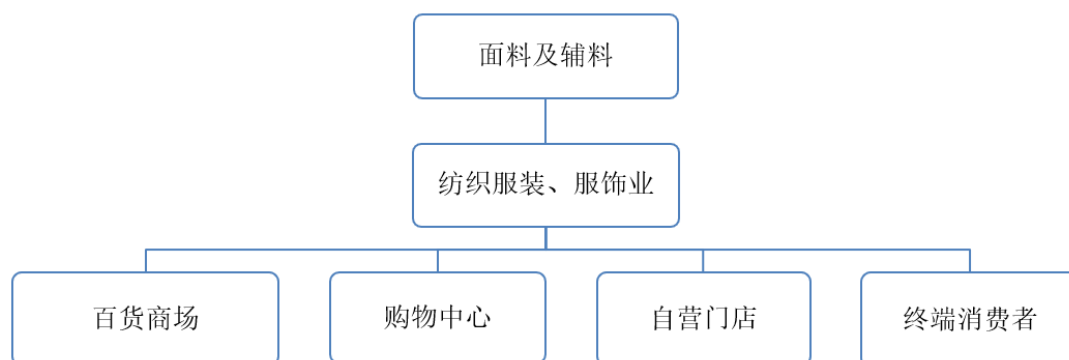 面料及辅料
纺织服装、服饰业
百货商场
购物中心
自营门店
终端消费者